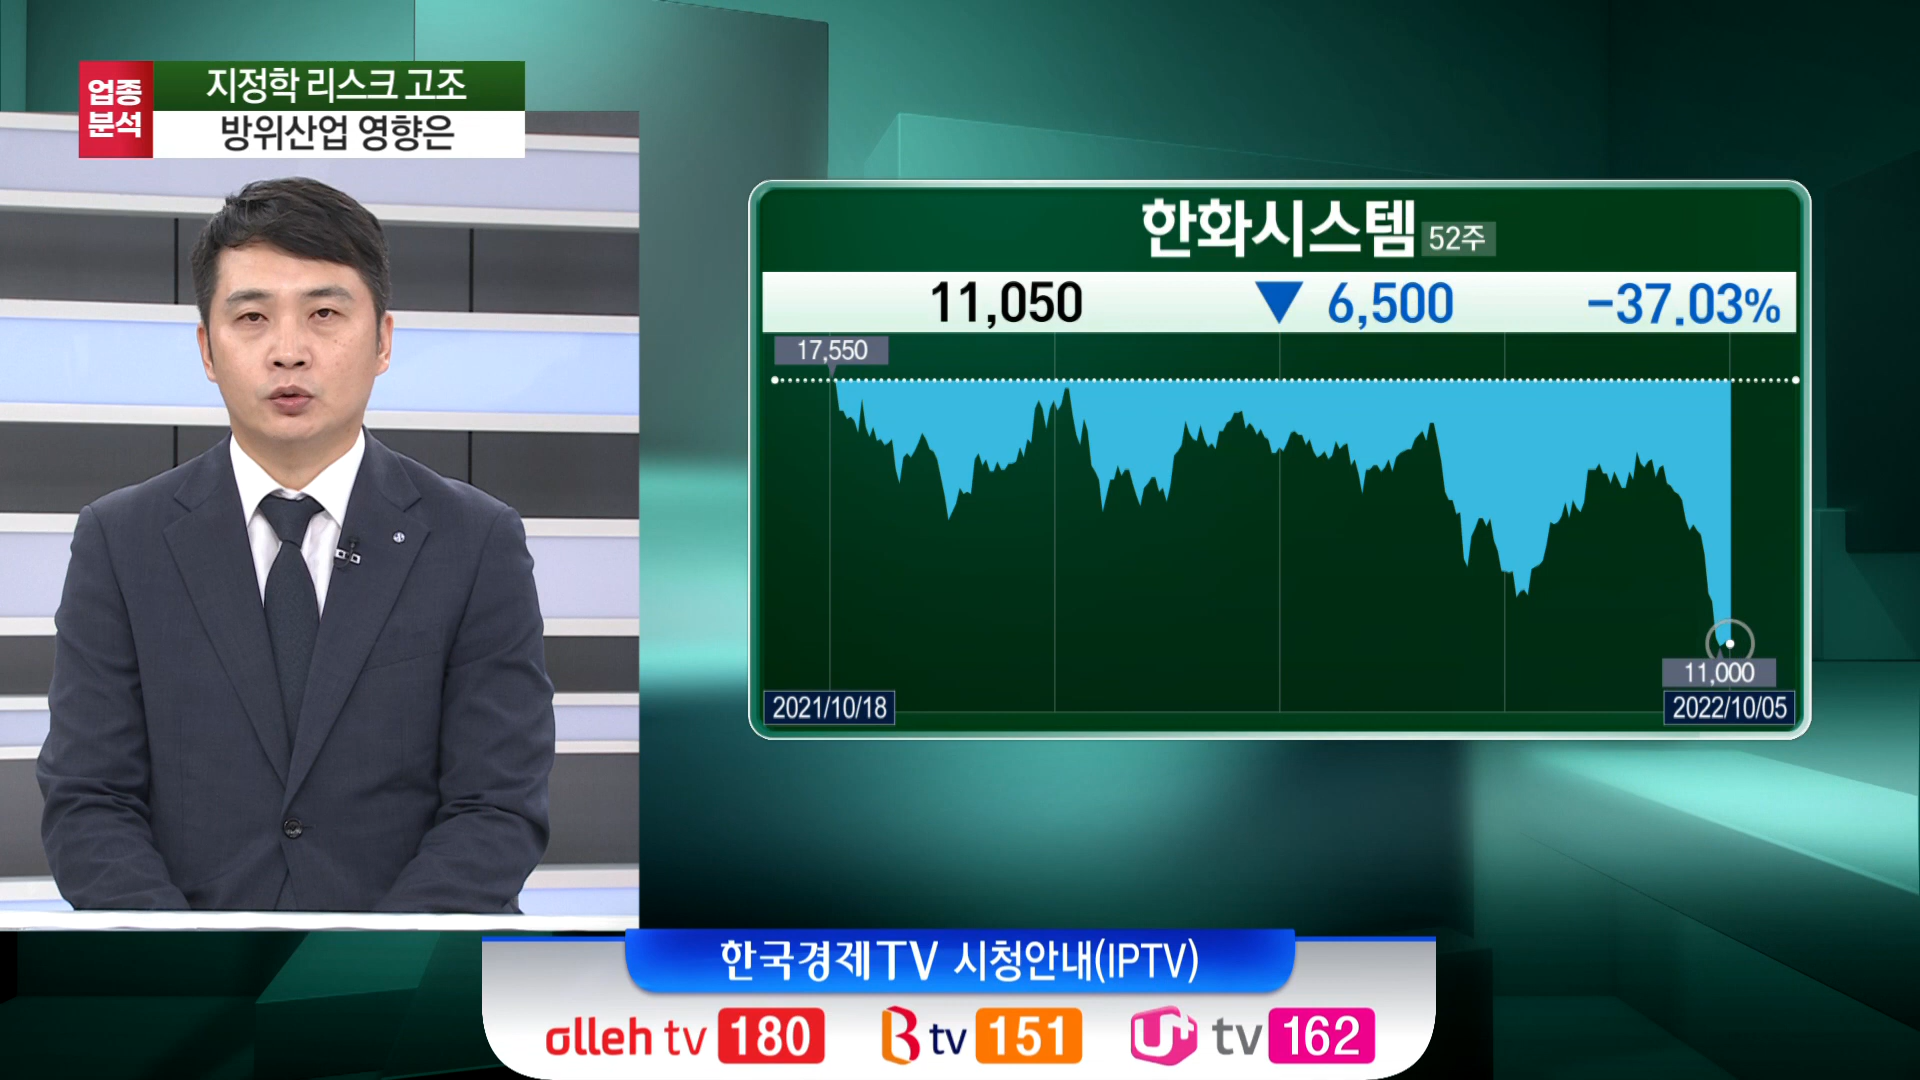 업종
분석
지정학 리스크 고조
방위산업 영향은
한화시스템 52주
11,050 ▼ 6,500 -37.03%
17,550
11,000
2021/10/18
2022/10/05
한국경제TV 시청안내(IPTV)
olleh tv 180 B tv 151 U+ tv 162